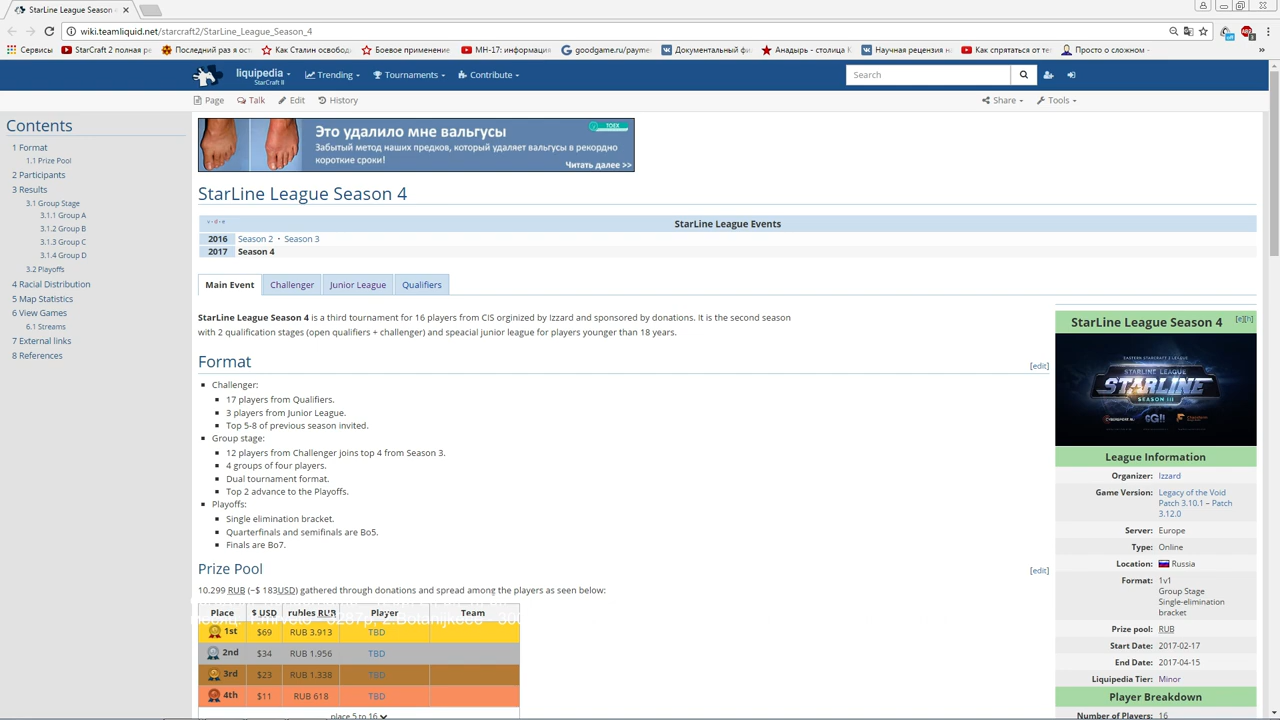 StarLine League Season 4
wiki.teamliquid.net/starcraft2/StarLine_League_Season_4
Сервисы StarCraft 2 полная ре Последний раз я ост Как Сталин освобод Боевое применение МН-17: информаци goodgame.ru/payme Документальный фи Анадырь - столица К Научная рецензия н Как спрятаться от те Просто о сложном -
liquipedia StarCraft II Trending Tournaments Contribute Search
Page Talk Edit History Share Tools
Contents
1 Format
1.1 Prize Pool
2 Participants
3 Results
3.1 Group Stage
3.1.1 Group A
3.1.2 Group B
3.1.3 Group C
3.1.4 Group D
3.2 Playoffs
4 Racial Distribution
5 Map Statistics
6 View Games
6.1 Streams
7 External links
8 References
Это удалило мне вальгусы
TOEX
Забытый метод наших предков, который удаляет вальгусы в рекордно
короткие сроки!
Читать далее >>
StarLine League Season 4
v·d·e StarLine League Events
2016 Season 2 • Season 3
2017 Season 4
Main Event Challenger Junior League Qualifiers
StarLine League Season 4 is a third tournament for 16 players from CIS orginized by Izzard and sponsored by donations. It is the second season
with 2 qualification stages (open qualifiers + challenger) and speacial junior league for players younger than 18 years.
Format [edit]
Challenger:
17 players from Qualifiers.
3 players from Junior League.
Top 5-8 of previous season invited.
Group stage:
12 players from Challenger joins top 4 from Season 3.
4 groups of four players.
Dual tournament format.
Top 2 advance to the Playoffs.
Playoffs:
Single elimination bracket.
Quarterfinals and semifinals are Bo5.
Finals are Bo7.
Prize Pool [edit]
10.299 RUB (~$ 183USD) gathered through donations and spread among the players as seen below:
Place $ USD rubles RUB Player Team
1st $69 RUB 3.913 TBD
2nd $34 RUB 1.956 TBD
3rd $23 RUB 1.338 TBD
4th $11 RUB 618 TBD
place 5 to 16
StarLine League Season 4 [e][h]
EASTERN STARCRAFT 2 LEAGUE
STARLINE LEAGUE
STARLINE
SEASON III
League Information
Organizer: Izzard
Game Version: Legacy of the Void
Patch 3.10.1 – Patch
3.12.0
Server: Europe
Type: Online
Location: Russia
Format: 1v1
Group Stage
Single-elimination
bracket
Prize pool: RUB
Start Date: 2017-02-17
End Date: 2017-04-15
Liquipedia Tier: Minor
Player Breakdown
Number of Players: 16